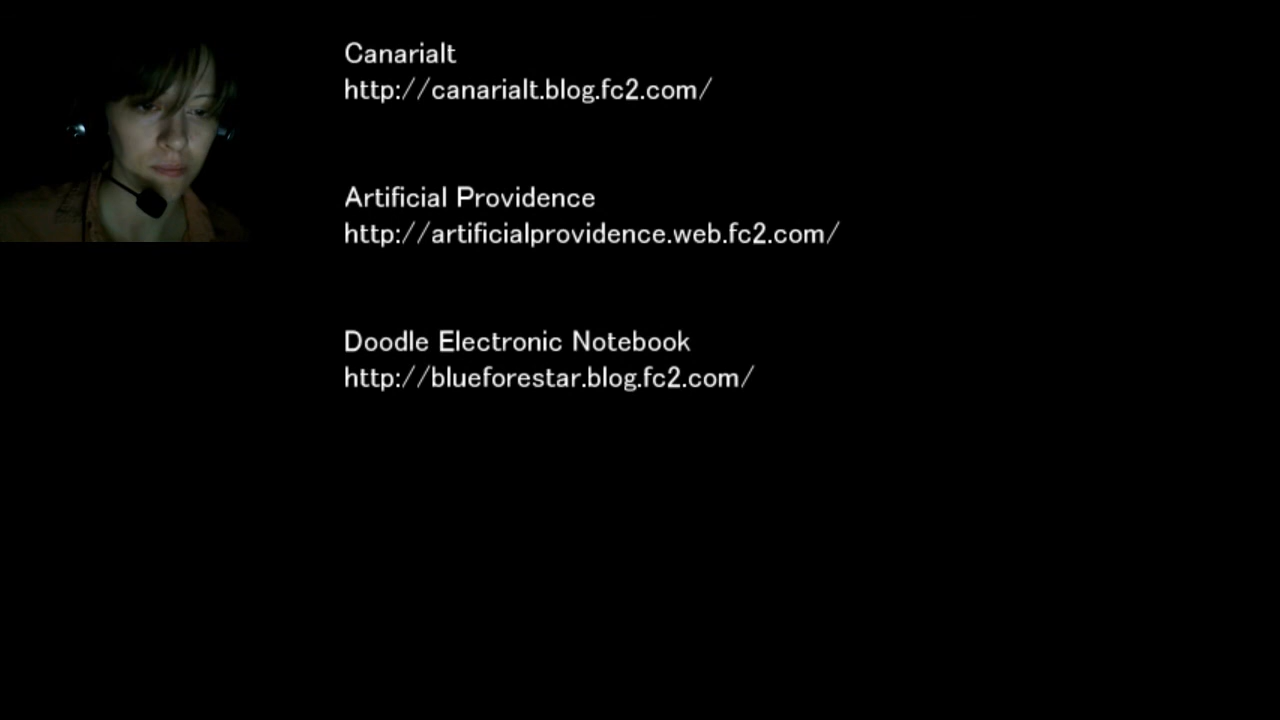 Canarialt
http://canarialt.blog.fc2.com/
Artificial Providence
http://artificialprovidence.web.fc2.com/
Doodle Electronic Notebook
http://blueforestar.blog.fc2.com/